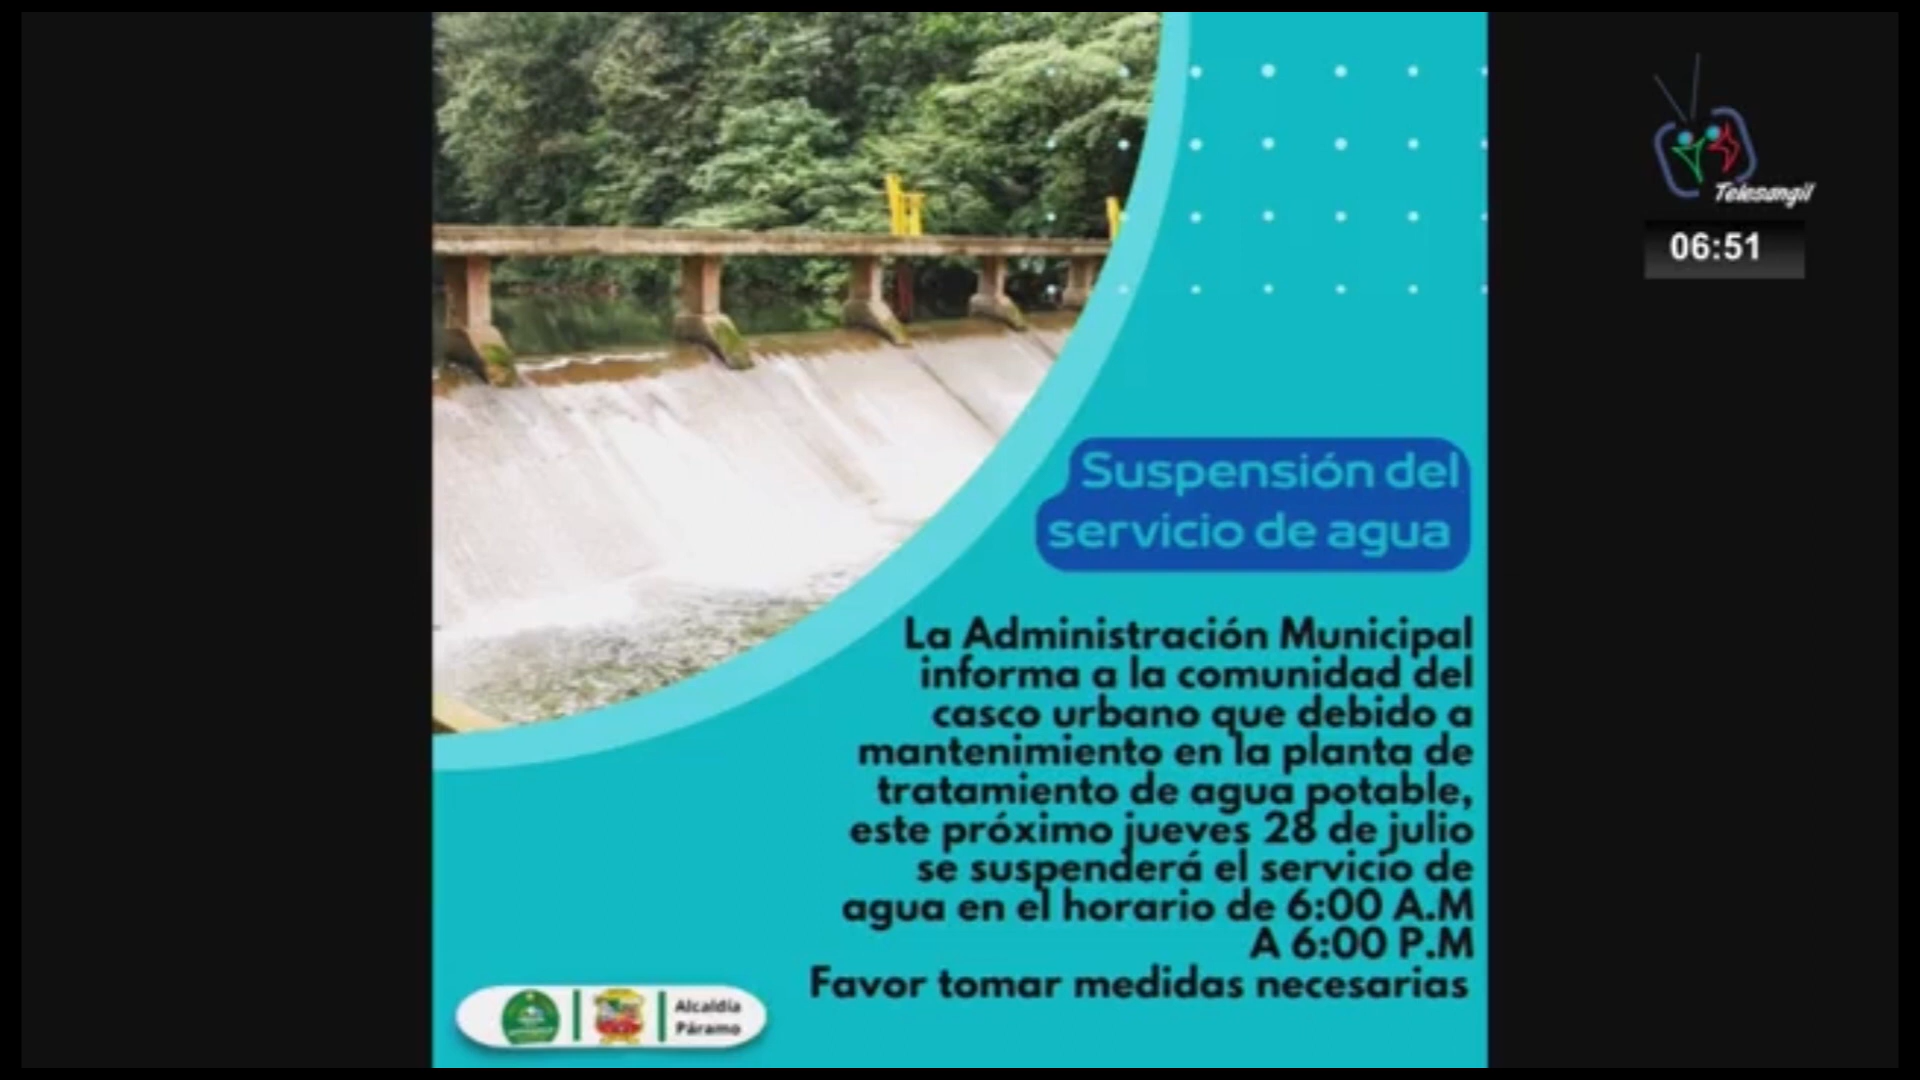 Telesangil
06:51
Suspensión del
servicio de agua
La Administración Municipal
informa a la comunidad del
casco urbano que debido a
mantenimiento en la planta de
tratamiento de agua potable,
este próximo jueves 28 de julio
se suspenderá el servicio de
agua en el horario de 6:00 A.M
A 6:00 P.M
Favor tomar medidas necesarias
Alcaldía
Páramo